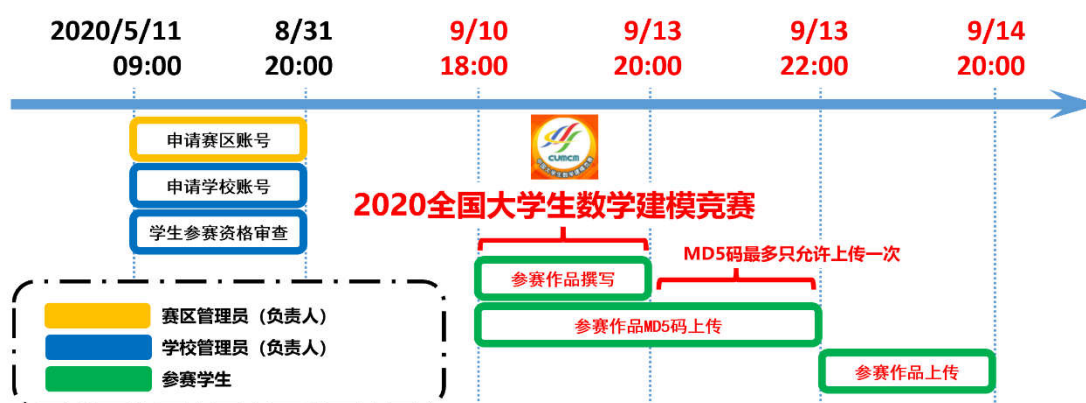 2020/5/11 8/31 9/10 9/13 9/13 9/14
09:00 20:00 18:00 20:00 22:00 20:00
申请赛区账号
CUMCM
申请学校账号
2020全国大学生数学建模竞赛
学生参赛资格审查
MD5码最多只允许上传一次
参赛作品撰写
赛区管理员（负责人）
参赛作品MD5码上传
学校管理员（负责人）
参赛学生
参赛作品上传